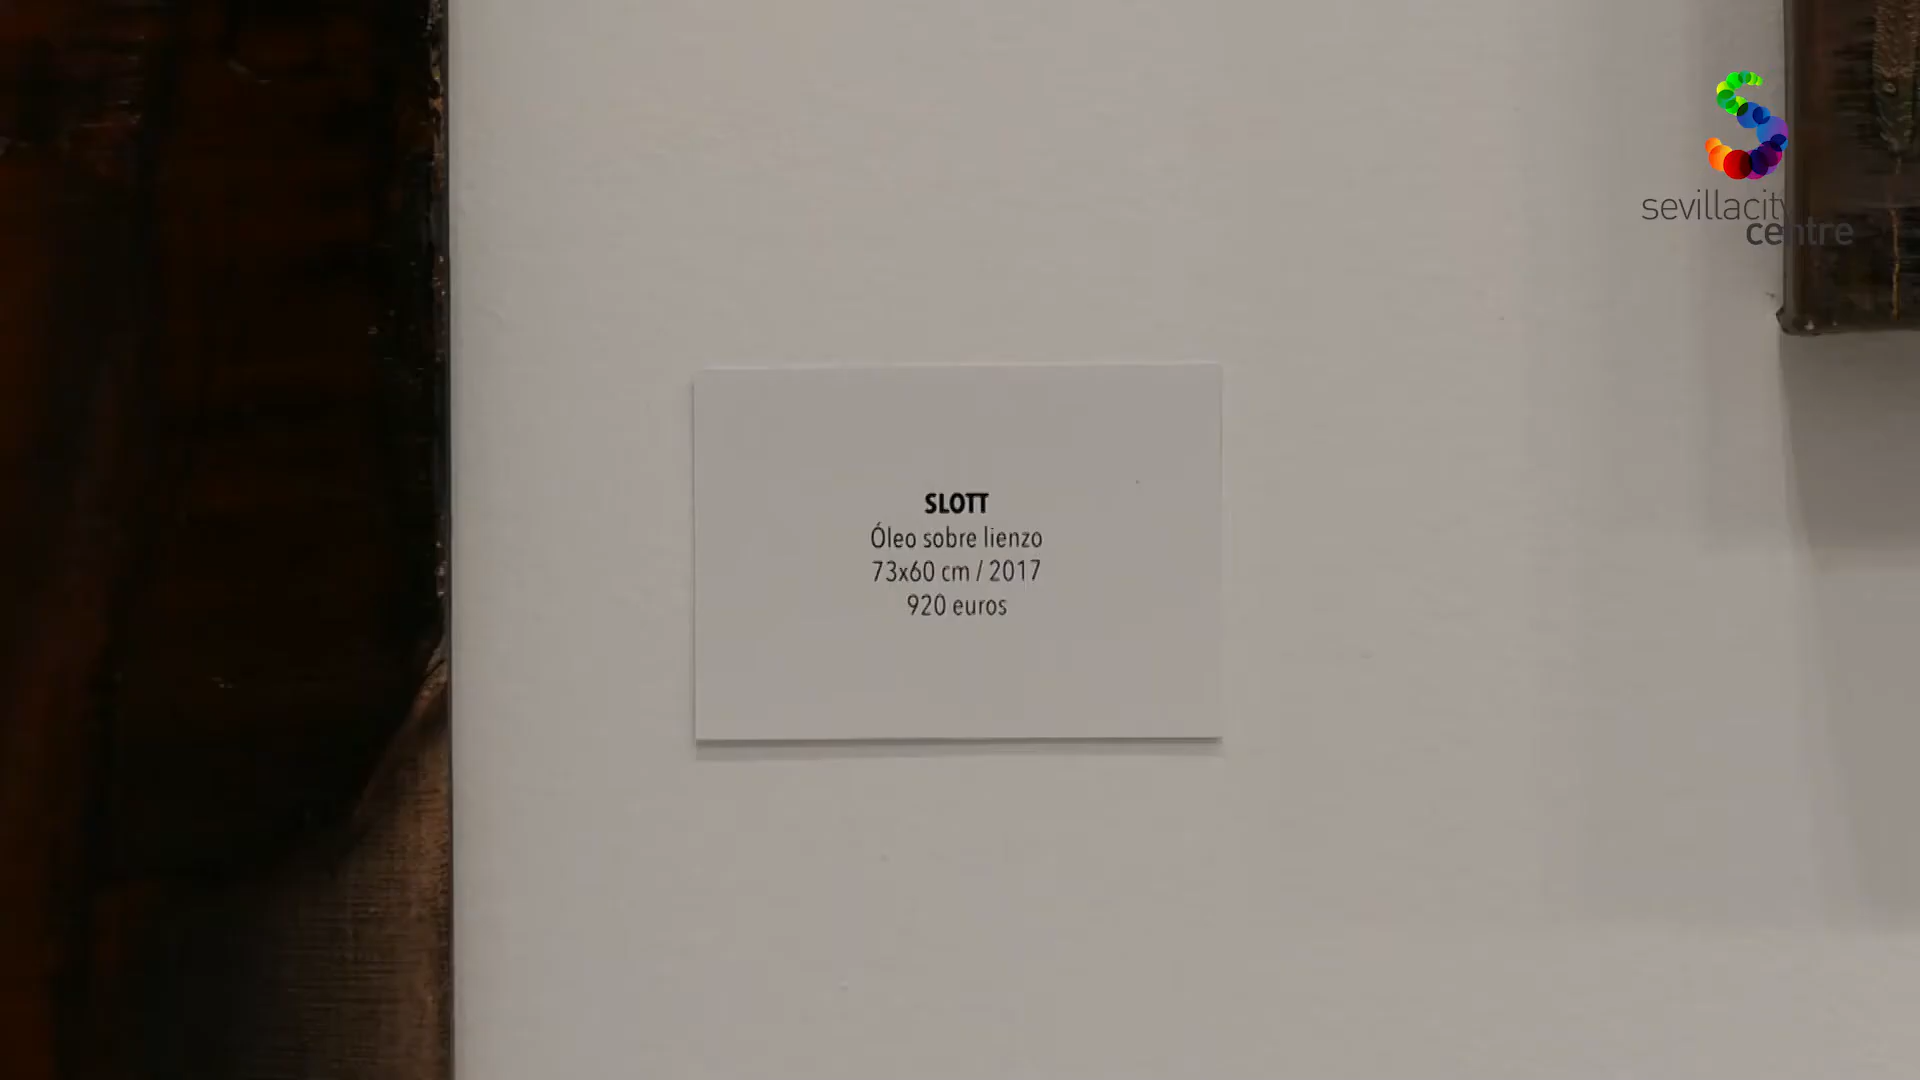 sevillacity
centre
SLOTT
Óleo sobre lienzo
73x60 cm / 2017
920 euros